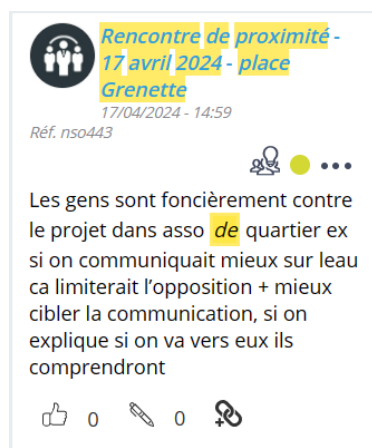 Rencontre de proximité -
17 avril 2024 - place
Grenette
17/04/2024 - 14:59
Réf. nso443
Les gens sont foncièrement contre
le projet dans asso de quartier ex
si on communiquait mieux sur leau
ca limiterait l’opposition + mieux
cibler la communication, si on
explique si on va vers eux ils
comprendront
0 0